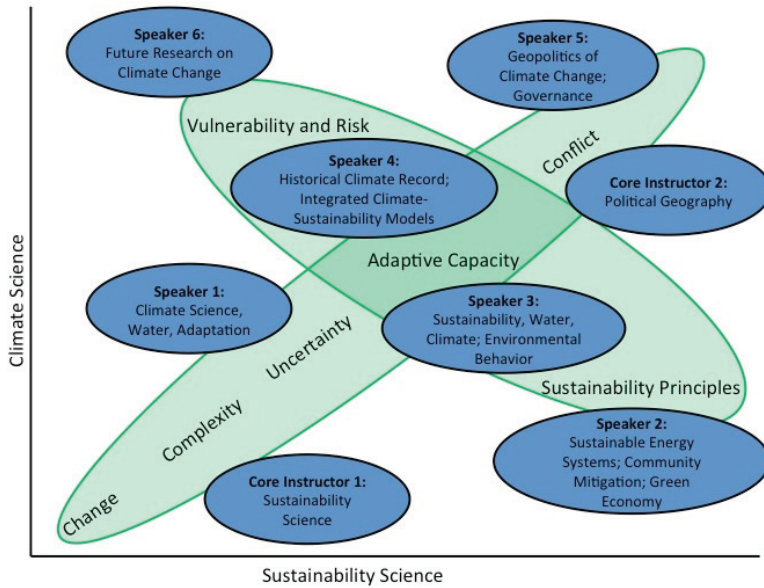 Speaker 6:
Future Research on
Climate Change
Speaker 5:
Geopolitics of
Climate Change;
Governance
Vulnerability and Risk
Conflict
Speaker 4:
Historical Climate Record;
Integrated Climate-
Sustainability Models
Core Instructor 2:
Political Geography
Adaptive Capacity
Speaker 1:
Climate Science,
Water, Adaptation
Speaker 3:
Sustainability, Water,
Climate; Environmental
Behavior
Uncertainty
Sustainability Principles
Complexity
Speaker 2:
Sustainable Energy
Systems; Community
Mitigation; Green
Economy
Core Instructor 1:
Sustainability
Science
Change
Climate Science
Sustainability Science